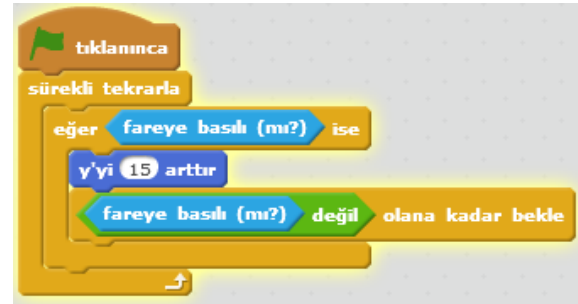 tıklanınca
sürekli tekrarla
eğer fareye basılı (mı?) ise
y'yi 15 arttır
fareye basılı (mı?) değil olana kadar bekle